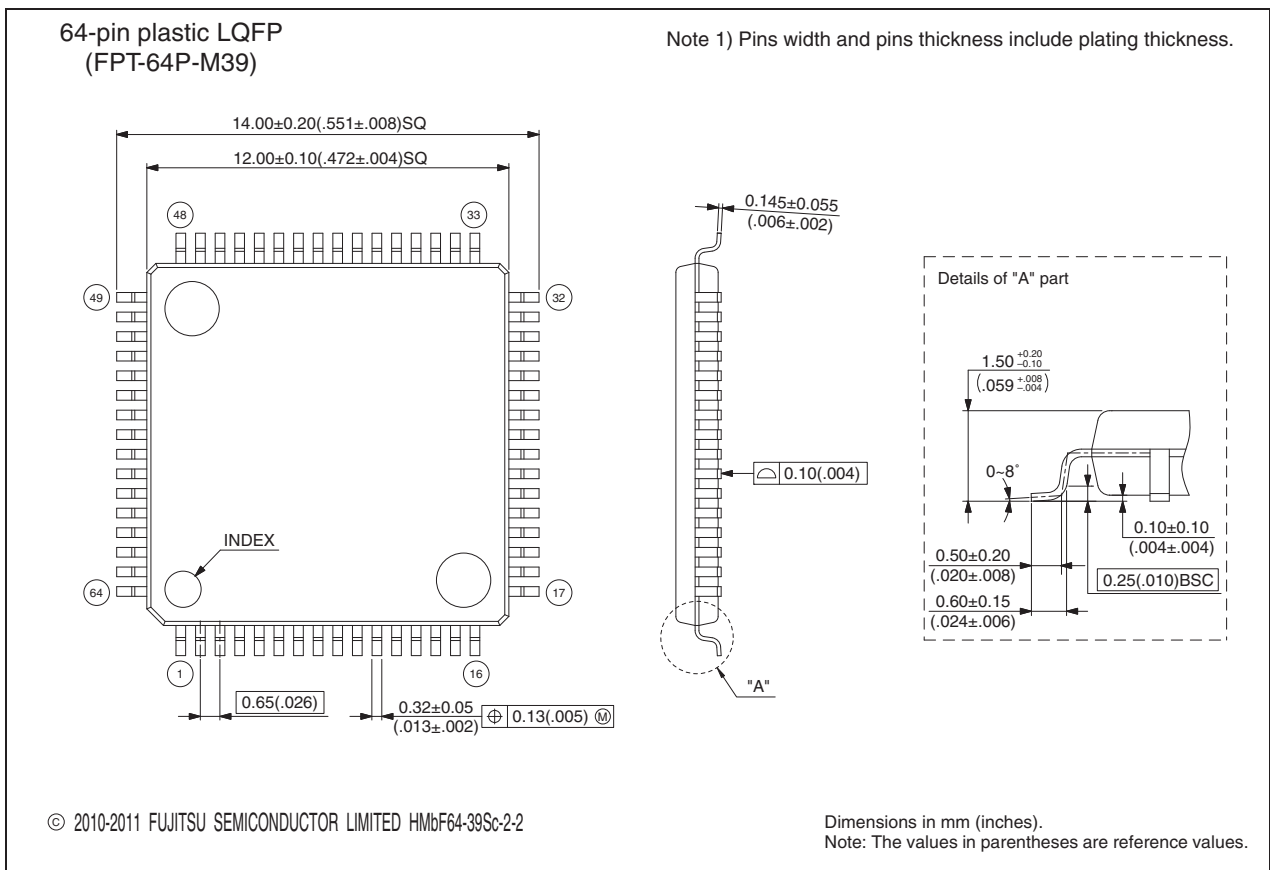 64-pin plastic LQFP
(FPT-64P-M39)
Note 1) Pins width and pins thickness include plating thickness.
14.00±0.20(.551±.008)SQ
12.00±0.10(.472±.004)SQ
48
33
49
32
64
17
1
16
INDEX
0.65(.026)
0.32±0.05
(.013±.002)
⌖ 0.13(.005) Ⓜ
0.145±0.055
(.006±.002)
⌓ 0.10(.004)
"A"
Details of "A" part
1.50 +0.20 −0.10
(.059 +.008 −.004)
0~8°
0.50±0.20
(.020±.008)
0.60±0.15
(.024±.006)
0.10±0.10
(.004±.004)
0.25(.010)BSC
© 2010-2011 FUJITSU SEMICONDUCTOR LIMITED HMbF64-39Sc-2-2
Dimensions in mm (inches).
Note: The values in parentheses are reference values.